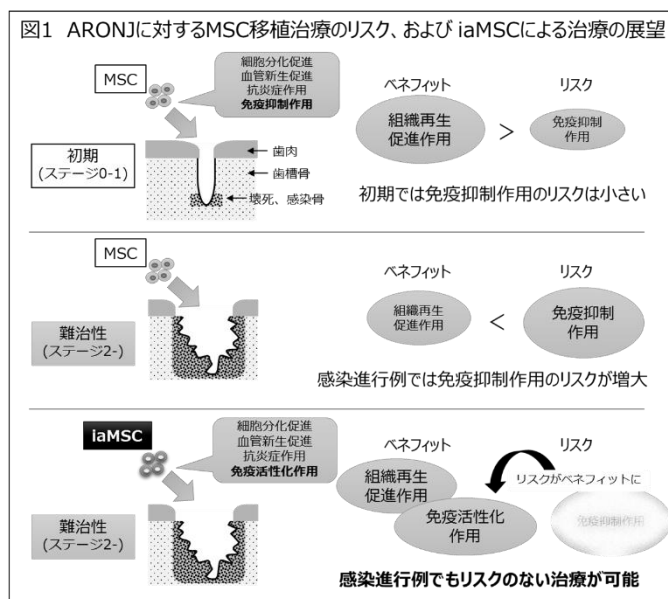 図1 ARONJに対するMSC移植治療のリスク、および iaMSCによる治療の展望
MSC
細胞分化促進
血管新生促進
抗炎症作用
免疫抑制作用
初期
(ステージ0-1)
歯肉
歯槽骨
壊死、感染骨
ベネフィット
リスク
組織再生
促進作用
>
免疫抑制
作用
初期では免疫抑制作用のリスクは小さい
MSC
難治性
(ステージ2-)
ベネフィット
リスク
組織再生
促進作用
<
免疫抑制
作用
感染進行例では免疫抑制作用のリスクが増大
iaMSC
細胞分化促進
血管新生促進
抗炎症作用
免疫活性化作用
難治性
(ステージ2-)
ベネフィット
リスク
リスクがベネフィットに
組織再生
促進作用
免疫活性化
作用
免疫抑制作用
感染進行例でもリスクのない治療が可能